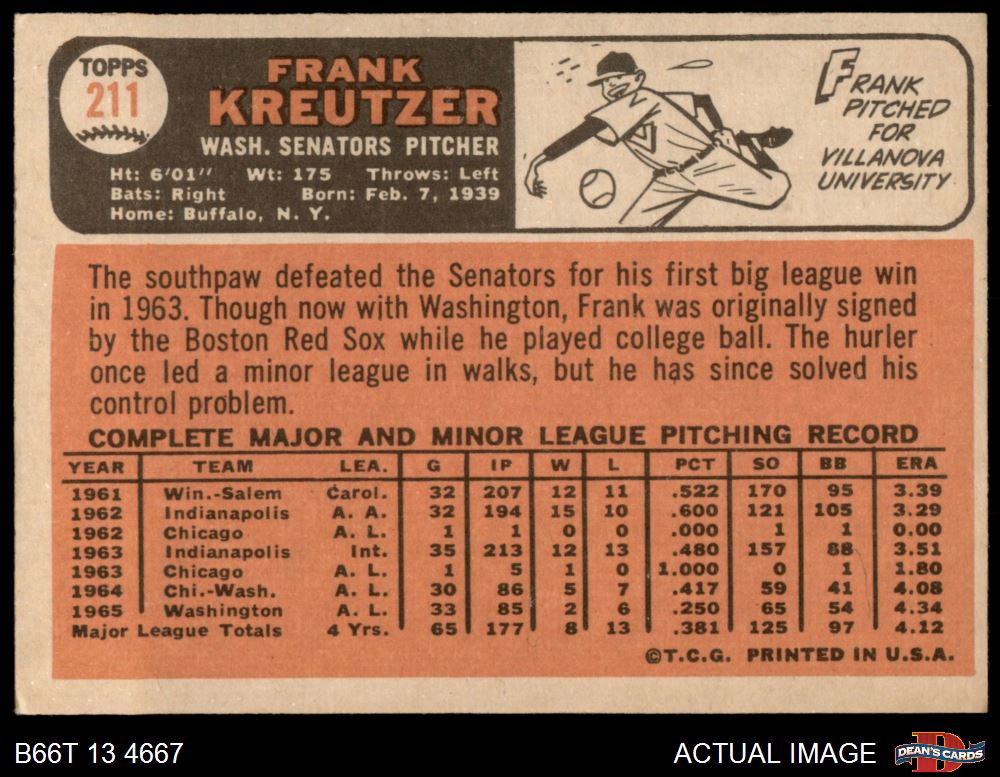 TOPPS
211
FRANK
KREUTZER
WASH. SENATORS PITCHER
Ht: 6'01" Wt: 175 Throws: Left
Bats: Right Born: Feb. 7, 1939
Home: Buffalo, N. Y.
FRANK
PITCHED
FOR
VILLANOVA
UNIVERSITY
The southpaw defeated the Senators for his first big league win
in 1963. Though now with Washington, Frank was originally signed
by the Boston Red Sox while he played college ball. The hurler
once led a minor league in walks, but he has since solved his
control problem.
COMPLETE MAJOR AND MINOR LEAGUE PITCHING RECORD
YEAR TEAM LEA. G IP W L PCT SO BB ERA
1961 Win.-Salem Carol. 32 207 12 11 .522 170 95 3.39
1962 Indianapolis A. A. 32 194 15 10 .600 121 105 3.29
1962 Chicago A. L. 1 1 0 0 .000 1 1 0.00
1963 Indianapolis Int. 35 213 12 13 .480 157 88 3.51
1963 Chicago A. L. 1 5 1 0 1.000 0 1 1.80
1964 Chi.-Wash. A. L. 30 86 5 7 .417 59 41 4.08
1965 Washington A. L. 33 85 2 6 .250 65 54 4.34
Major League Totals 4 Yrs. 65 177 8 13 .381 125 97 4.12
©T.C.G. PRINTED IN U.S.A.
B66T 13 4667
ACTUAL IMAGE
D
DEAN'S CARDS